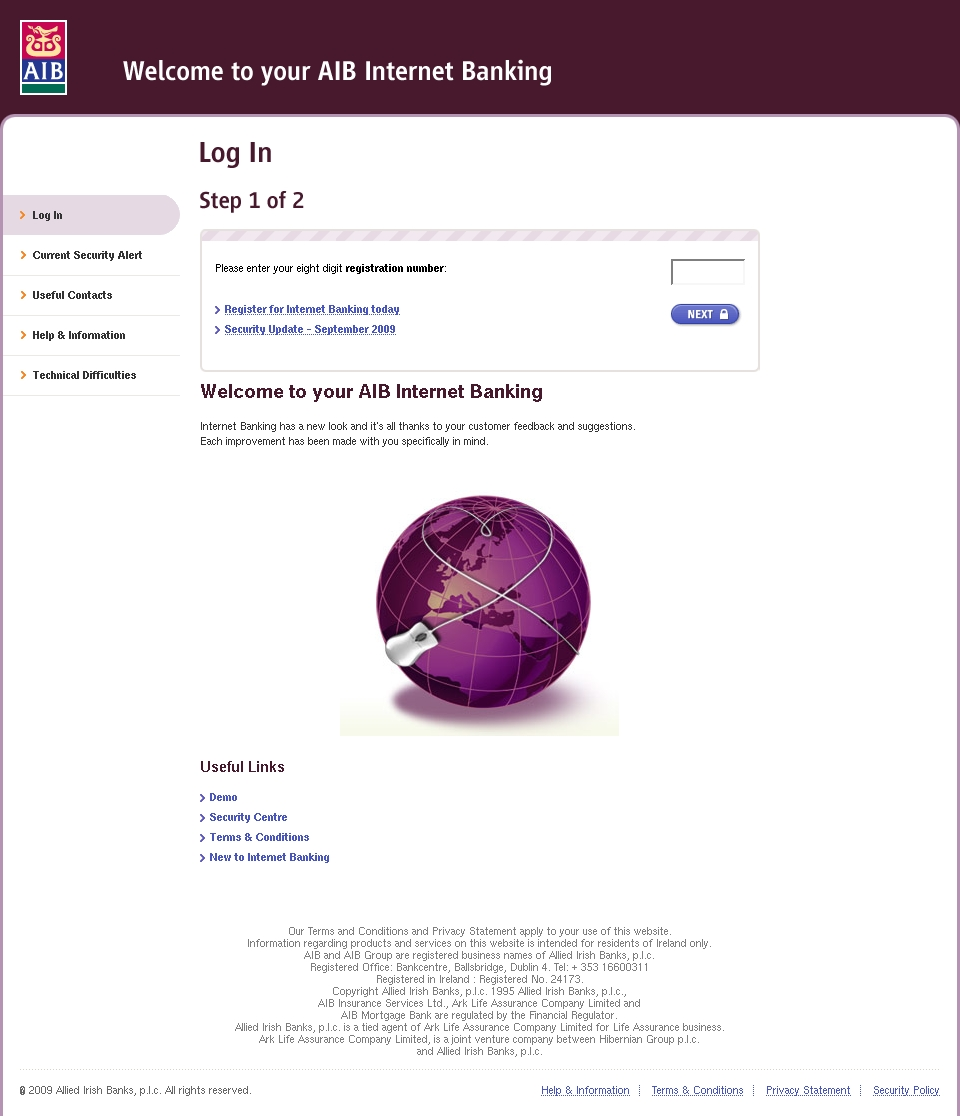 AIB
Welcome to your AIB Internet Banking
Log In
Step 1 of 2
Log In
Current Security Alert
Useful Contacts
Help & Information
Technical Difficulties
Please enter your eight digit registration number:
Register for Internet Banking today
NEXT
Security Update - September 2009
Welcome to your AIB Internet Banking
Internet Banking has a new look and it's all thanks to your customer feedback and suggestions.
Each improvement has been made with you specifically in mind.
Useful Links
Demo
Security Centre
Terms & Conditions
New to Internet Banking
Our Terms and Conditions and Privacy Statement apply to your use of this website.
Information regarding products and services on this website is intended for residents of Ireland only.
AIB and AIB Group are registered business names of Allied Irish Banks, p.l.c.
Registered Office: Bankcentre, Ballsbridge, Dublin 4. Tel: + 353 16600311
Registered in Ireland : Registered No. 24173.
Copyright Allied Irish Banks, p.l.c. 1995 Allied Irish Banks, p.l.c.,
AIB Insurance Services Ltd., Ark Life Assurance Company Limited and
AIB Mortgage Bank are regulated by the Financial Regulator.
Allied Irish Banks, p.l.c. is a tied agent of Ark Life Assurance Company Limited for Life Assurance business.
Ark Life Assurance Company Limited, is a joint venture company between Hibernian Group p.l.c.
and Allied Irish Banks, p.l.c.
© 2009 Allied Irish Banks, p.l.c. All rights reserved.
Help & Information
Terms & Conditions
Privacy Statement
Security Policy